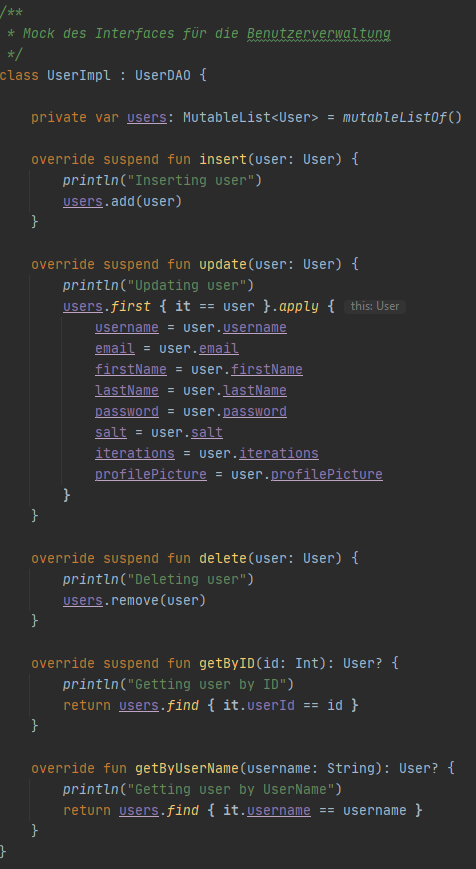 /**
 * Mock des Interfaces für die Benutzerverwaltung
 */
class UserImpl : UserDAO {
    private var users: MutableList<User> = mutableListOf()
    override suspend fun insert(user: User) {
        println("Inserting user")
        users.add(user)
    }
    override suspend fun update(user: User) {
        println("Updating user")
        users.first { it == user }.apply { this: User
            username = user.username
            email = user.email
            firstName = user.firstName
            lastName = user.lastName
            password = user.password
            salt = user.salt
            iterations = user.iterations
            profilePicture = user.profilePicture
        }
    }
    override suspend fun delete(user: User) {
        println("Deleting user")
        users.remove(user)
    }
    override suspend fun getByID(id: Int): User? {
        println("Getting user by ID")
        return users.find { it.userId == id }
    }
    override fun getByUserName(username: String): User? {
        println("Getting user by UserName")
        return users.find { it.username == username }
    }
}